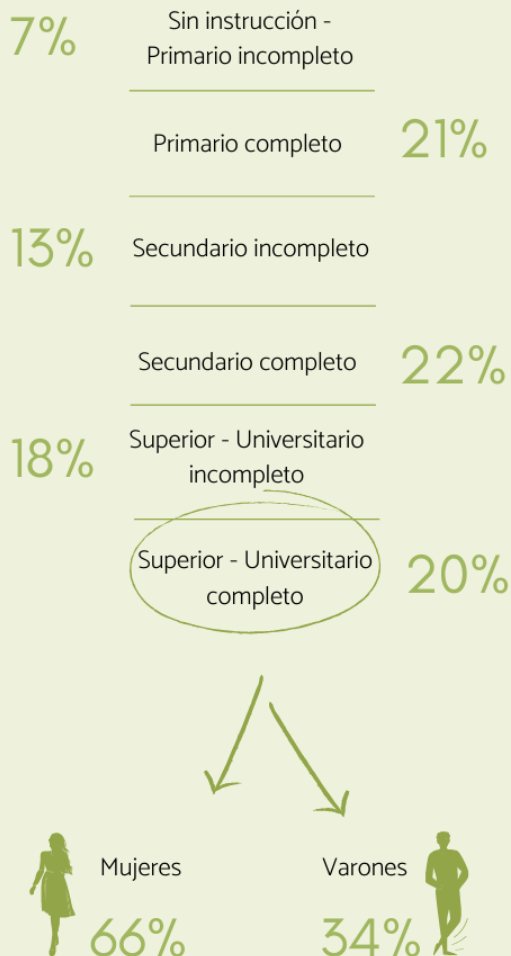 7%
Sin instrucción -
Primario incompleto
Primario completo
21%
13%
Secundario incompleto
Secundario completo
22%
18%
Superior - Universitario
incompleto
Superior - Universitario
completo
20%
Mujeres
Varones
66%
34%